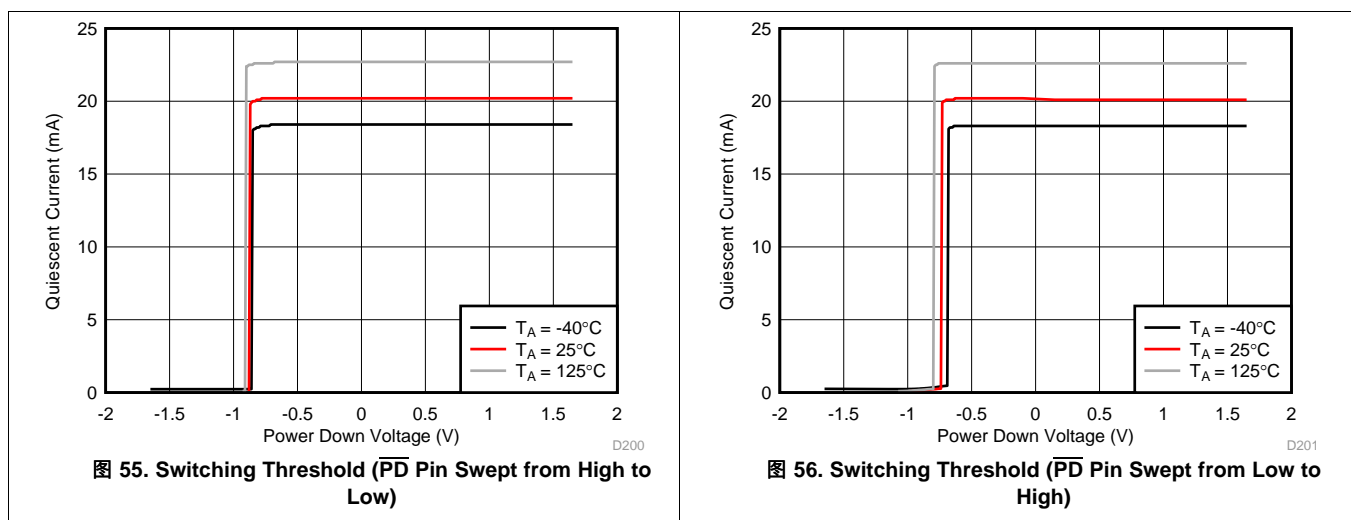 25
20
15
10
5
0
Quiescent Current (mA)
T_A = -40°C
T_A = 25°C
T_A = 125°C
-2 -1.5 -1 -0.5 0 0.5 1 1.5 2
Power Down Voltage (V)
D200
图 55. Switching Threshold (PD Pin Swept from High to
Low)
25
20
15
10
5
0
Quiescent Current (mA)
T_A = -40°C
T_A = 25°C
T_A = 125°C
-2 -1.5 -1 -0.5 0 0.5 1 1.5 2
Power Down Voltage (V)
D201
图 56. Switching Threshold (PD Pin Swept from Low to
High)